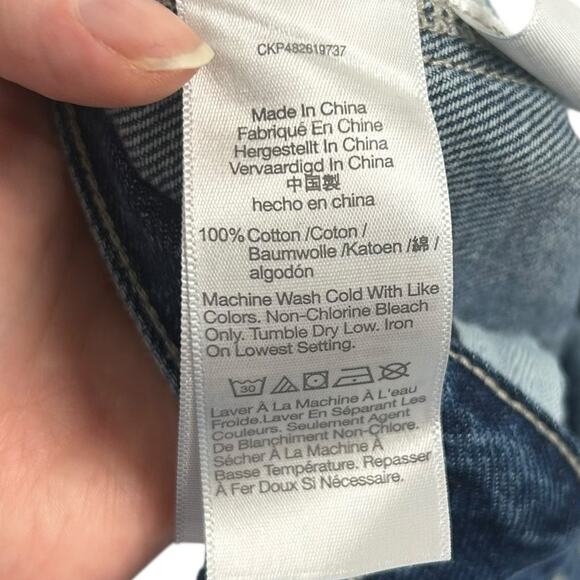 CKP482619737
Made In China
Fabriqué En Chine
Hergestellt In China
Vervaardigd In China
中国製
hecho en china
100% Cotton /Coton /
Baumwolle /Katoen /綿 /
algodón
Machine Wash Cold With Like
Colors. Non-Chlorine Bleach
Only. Tumble Dry Low. Iron
On Lowest Setting.
30
Laver À La Machine À L'eau
Froide.Laver En Séparant Les
Couleurs. Seulement Agent
De Blanchiment Non-Chlore.
Sécher À La Machine À
Basse Température. Repasser
À Fer Doux Si Nécessaire.